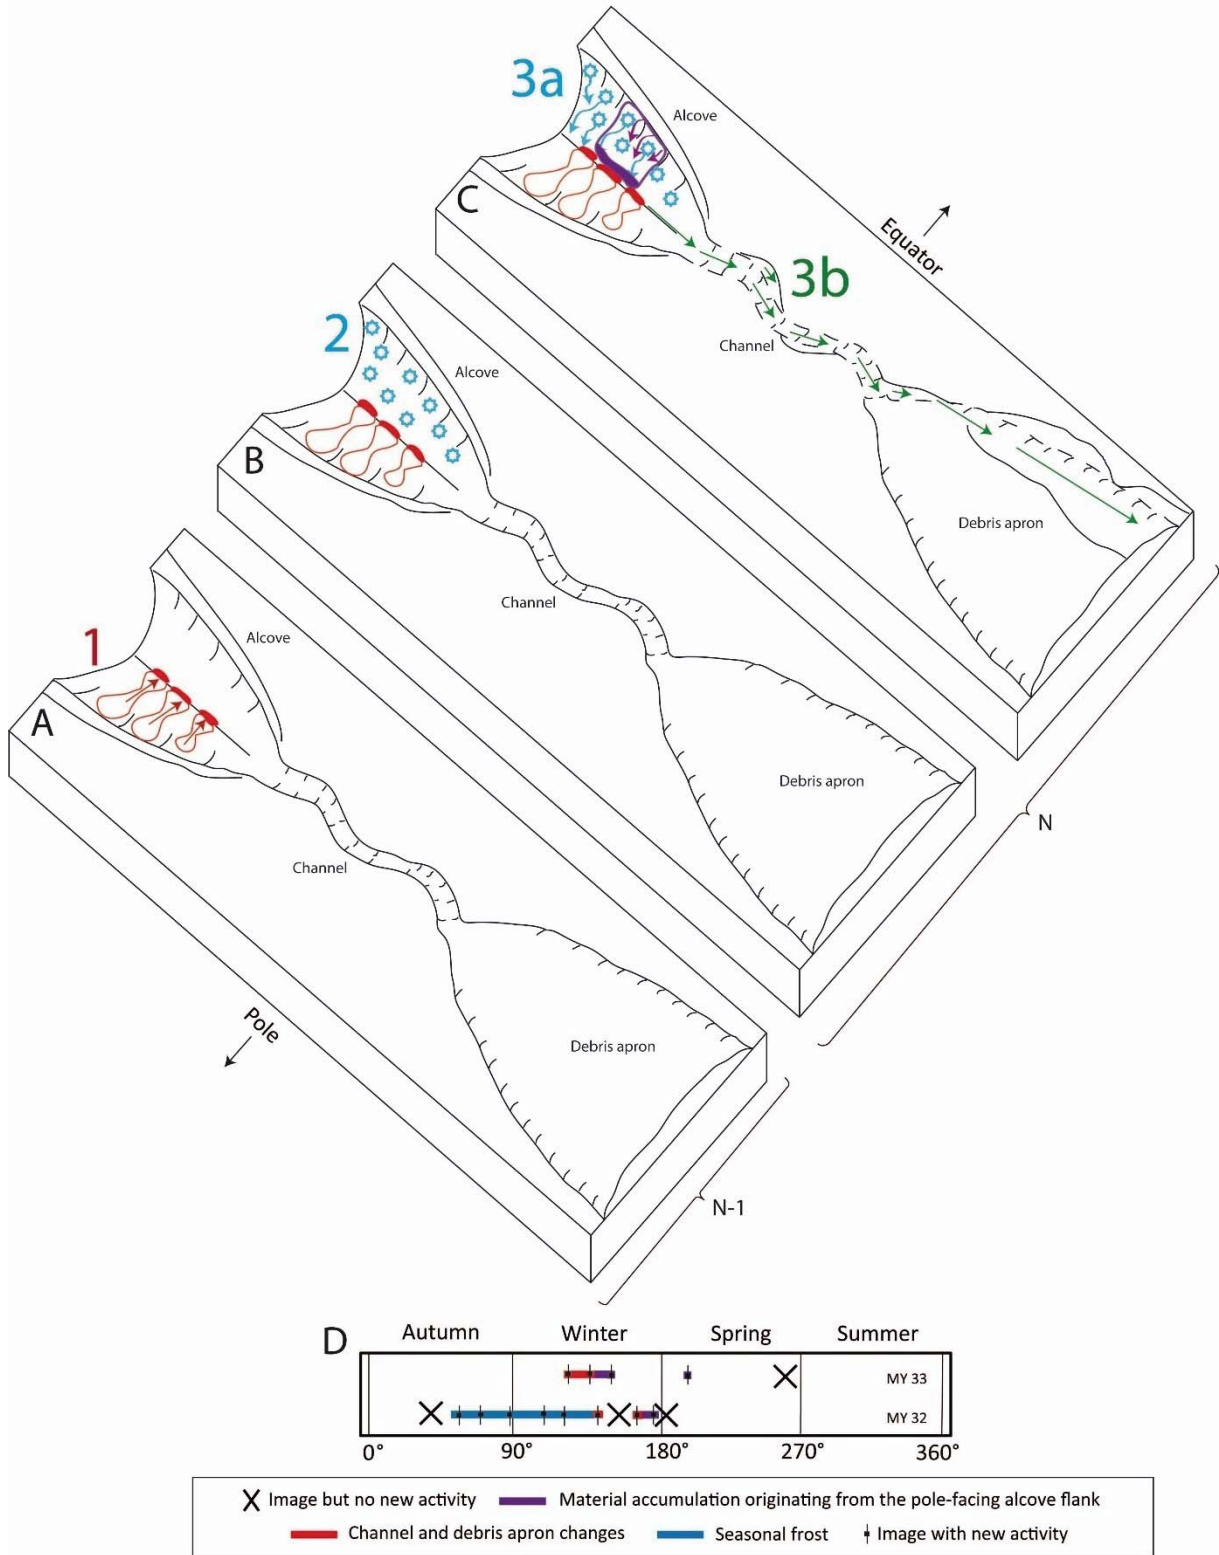 3a
Alcove
C
Equator
3b
Channel
2
Alcove
B
Debris apron
Channel
1
Alcove
A
Debris apron
N
Channel
Pole
Debris apron
N-1
D
Autumn Winter Spring Summer
MY 33
MY 32
0° 90° 180° 270° 360°
Image but no new activity Material accumulation originating from the pole-facing alcove flank
Channel and debris apron changes Seasonal frost Image with new activity